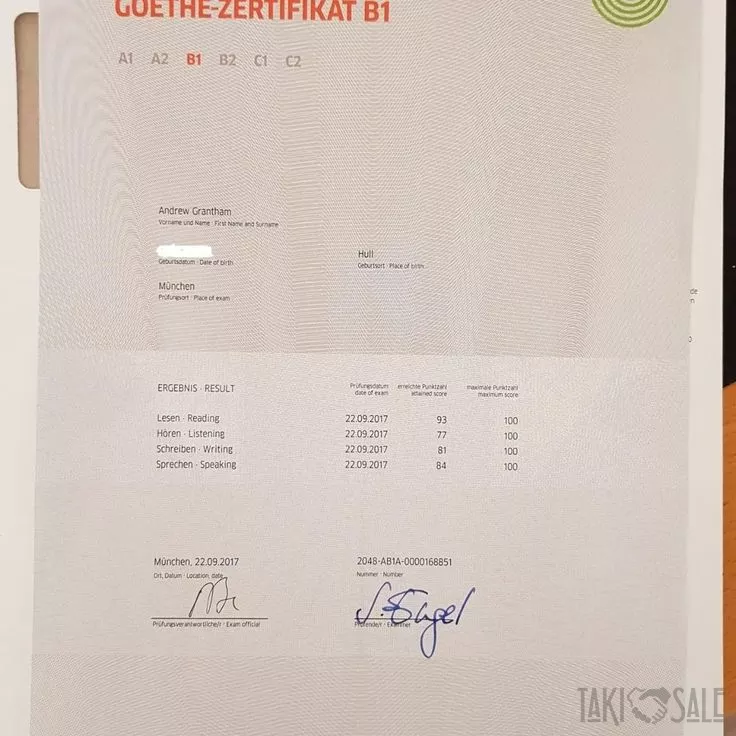 GOETHE-ZERTIFIKAT B1
A1 A2 B1 B2 C1 C2
Andrew Grantham
Vorname und Name · First Name and Surname
Geburtsdatum · Date of birth
Hull
Geburtsort · Place of birth
München
Prüfungsort · Place of exam
ERGEBNIS · RESULT
Prüfungsdatum erreichte Punktzahl maximale Punktzahl
date of exam attained score maximum score
Lesen · Reading 22.09.2017 93 100
Hören · Listening 22.09.2017 77 100
Schreiben · Writing 22.09.2017 81 100
Sprechen · Speaking 22.09.2017 84 100
München, 22.09.2017
Ort, Datum · Location, date
2048-AB1A-0000168851
Nummer · Number
Prüfungsverantwortliche/r · Exam official
Prüfende/r · Examiner
de
n
TAKI SALE